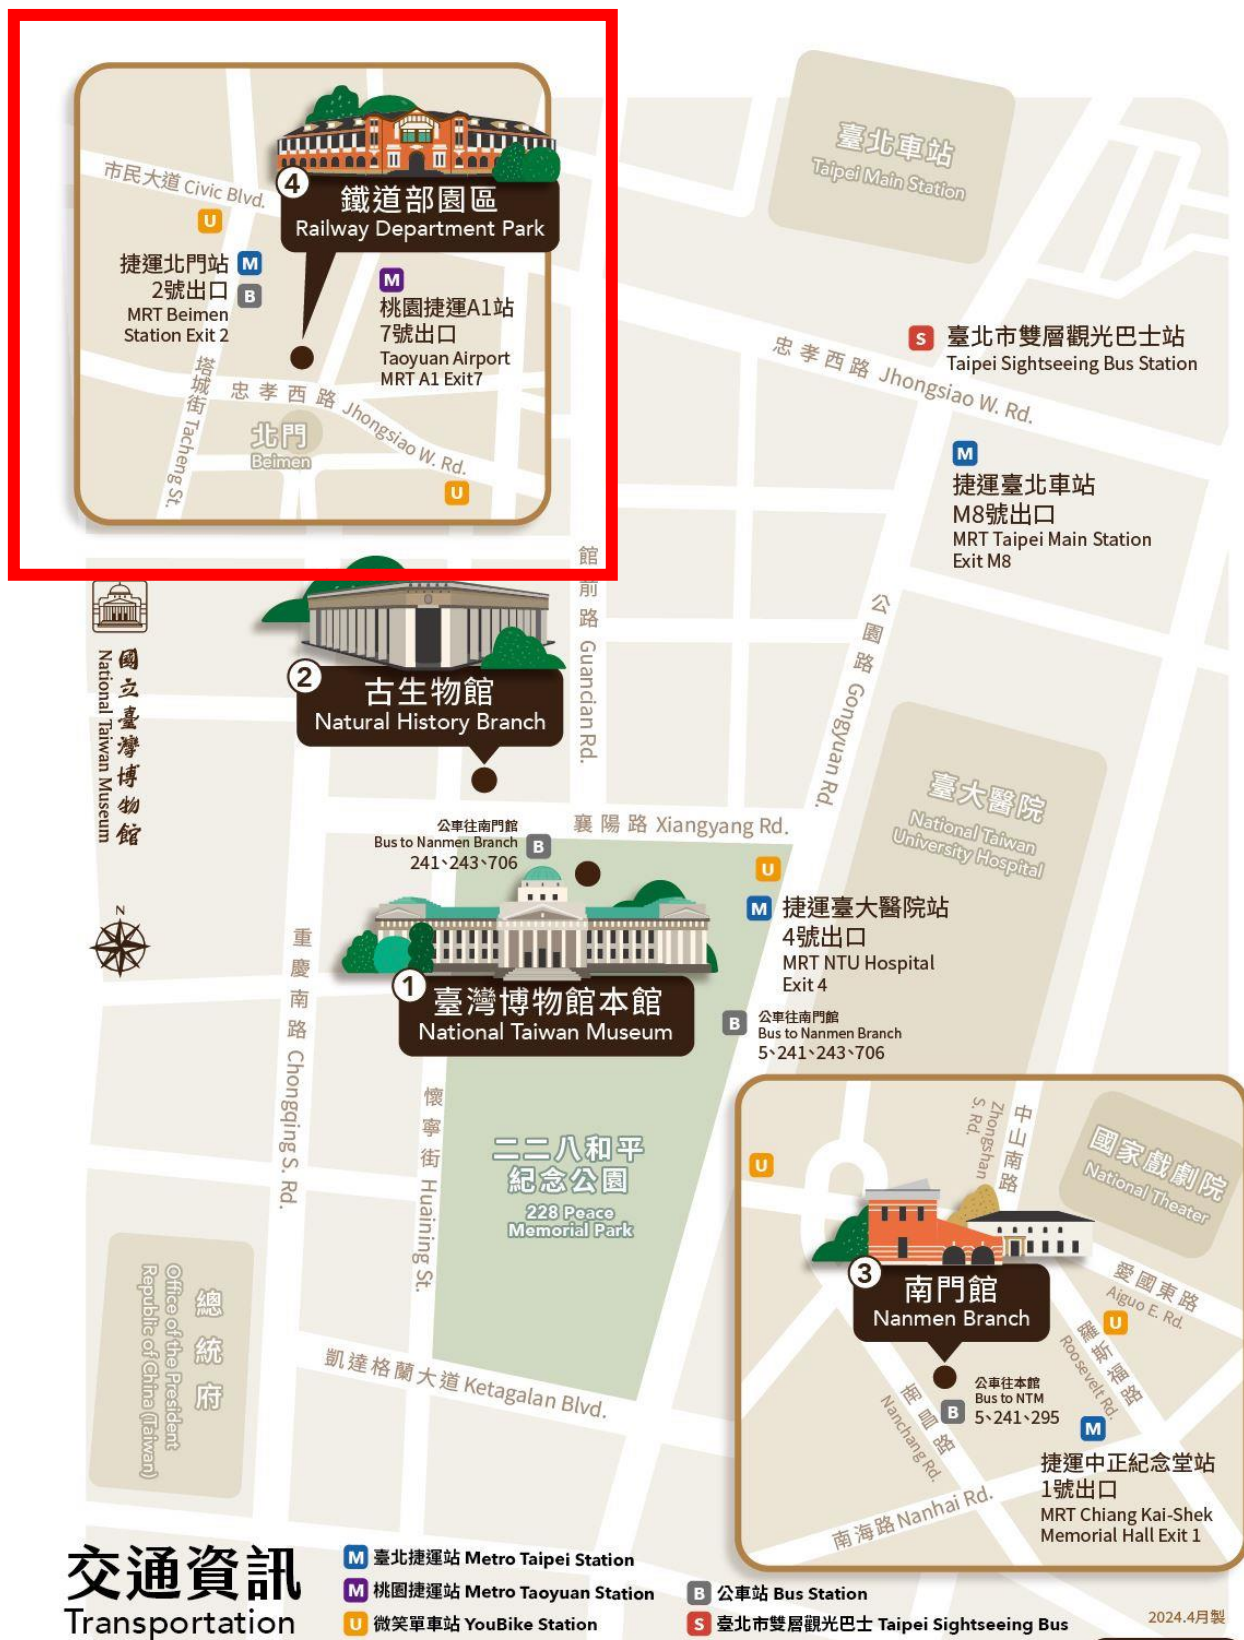 市民大道 Civic Blvd.
4
鐵道部園區
Railway Department Park
U
捷運北門站 M
2號出口 B
MRT Beimen
Station Exit 2
M
桃園捷運A1站
7號出口
Taoyuan Airport
MRT A1 Exit7
塔城街 Tacheng St.
忠孝西路 Jhongsiao W. Rd.
北門
Beimen
U
臺北車站
Taipei Main Station
S 臺北市雙層觀光巴士站
Taipei Sightseeing Bus Station
忠孝西路 Jhongsiao W. Rd.
M
捷運臺北車站
M8號出口
MRT Taipei Main Station
Exit M8
館前路 Guancian Rd.
公園路 Gongyuan Rd.
國立臺灣博物館
National Taiwan Museum
2
古生物館
Natural History Branch
臺大醫院
National Taiwan
University Hospital
襄陽路 Xiangyang Rd.
公車往南門館
Bus to Nanmen Branch B
241、243、706
U
M 捷運臺大醫院站
4號出口
MRT NTU Hospital
Exit 4
N
1
臺灣博物館本館
National Taiwan Museum
B 公車往南門館
Bus to Nanmen Branch
5、241、243、706
重慶南路 Chongqing S. Rd.
懷寧街 Huaining St.
二二八和平
紀念公園
228 Peace
Memorial Park
總統府
Office of the President
Republic of China (Taiwan)
凱達格蘭大道 Ketagalan Blvd.
U
中山南路
Zhongshan
S. Rd.
國家戲劇院
National Theater
3
南門館
Nanmen Branch
愛國東路
Aiguo E. Rd.
U
羅斯福路
Roosevelt Rd.
公車往本館
Bus to NTM
B 5、241、295
南昌路
Nanchang Rd.
M
捷運中正紀念堂站
1號出口
MRT Chiang Kai-Shek
Memorial Hall Exit 1
南海路 Nanhai Rd.
交通資訊
Transportation
M 臺北捷運站 Metro Taipei Station
M 桃園捷運站 Metro Taoyuan Station
U 微笑單車站 YouBike Station
B 公車站 Bus Station
S 臺北市雙層觀光巴士 Taipei Sightseeing Bus
2024.4月製